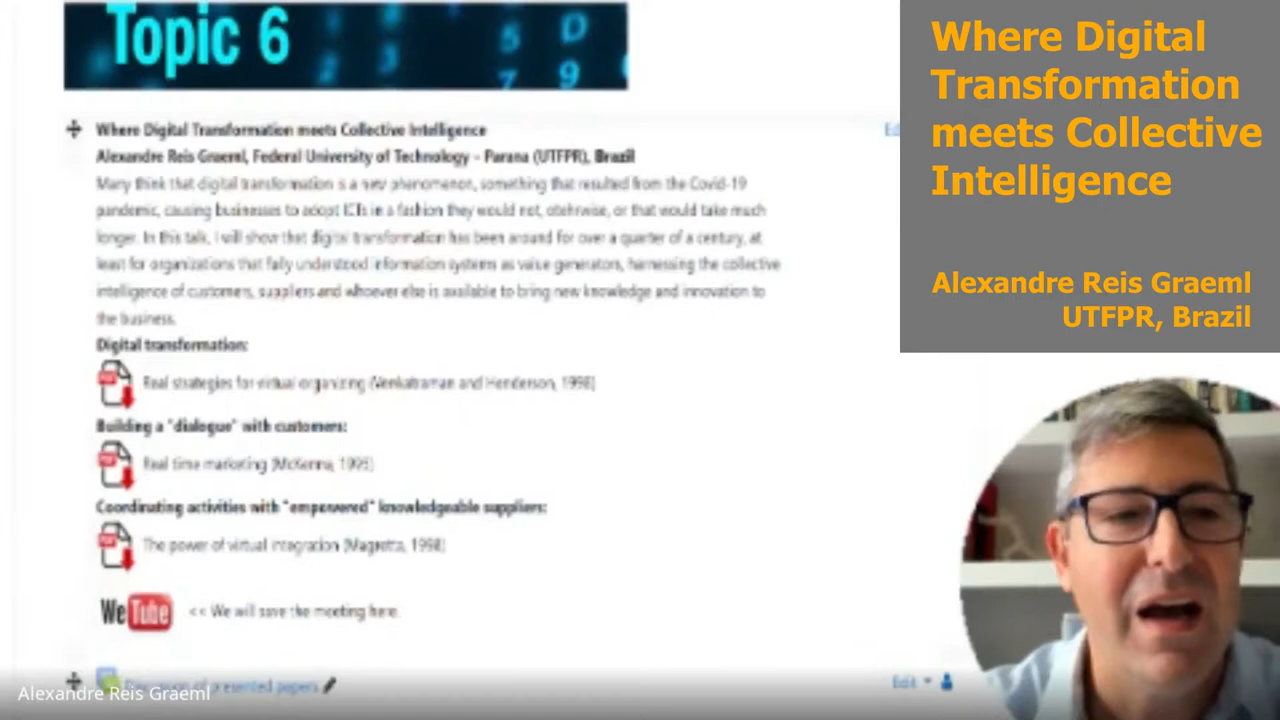 Topic 6
Where Digital Transformation meets Collective Intelligence
Alexandre Reis Graeml, Federal University of Technology - Parana (UTFPR), Brazil
Many think that digital transformation is a new phenomenon, something that resulted from the Covid-19
pandemic, causing businesses to adopt ICTs in a fashion they would not, otehrwise, or that would take much
longer. In this talk, I will show that digital transformation has been around for over a quarter of a century, at
least for organizations that fully understood information systems as value generators, harnessing the collective
intelligence of customers, suppliers and whoever else is available to bring new knowledge and innovation to
the business.
Digital transformation:
Real strategies for virtual organizing (Venkatraman and Henderson, 1998)
Building a "dialogue" with customers:
Real time marketing (McKenna, 1995)
Coordinating activities with "empowered" knowledgeable suppliers:
The power of virtual integration (Magretta, 1998)
WeTube << We will save the meeting here.
Discussion of presented papers
Edit
Alexandre Reis Graeml
Where Digital
Transformation
meets Collective
Intelligence
Alexandre Reis Graeml
UTFPR, Brazil